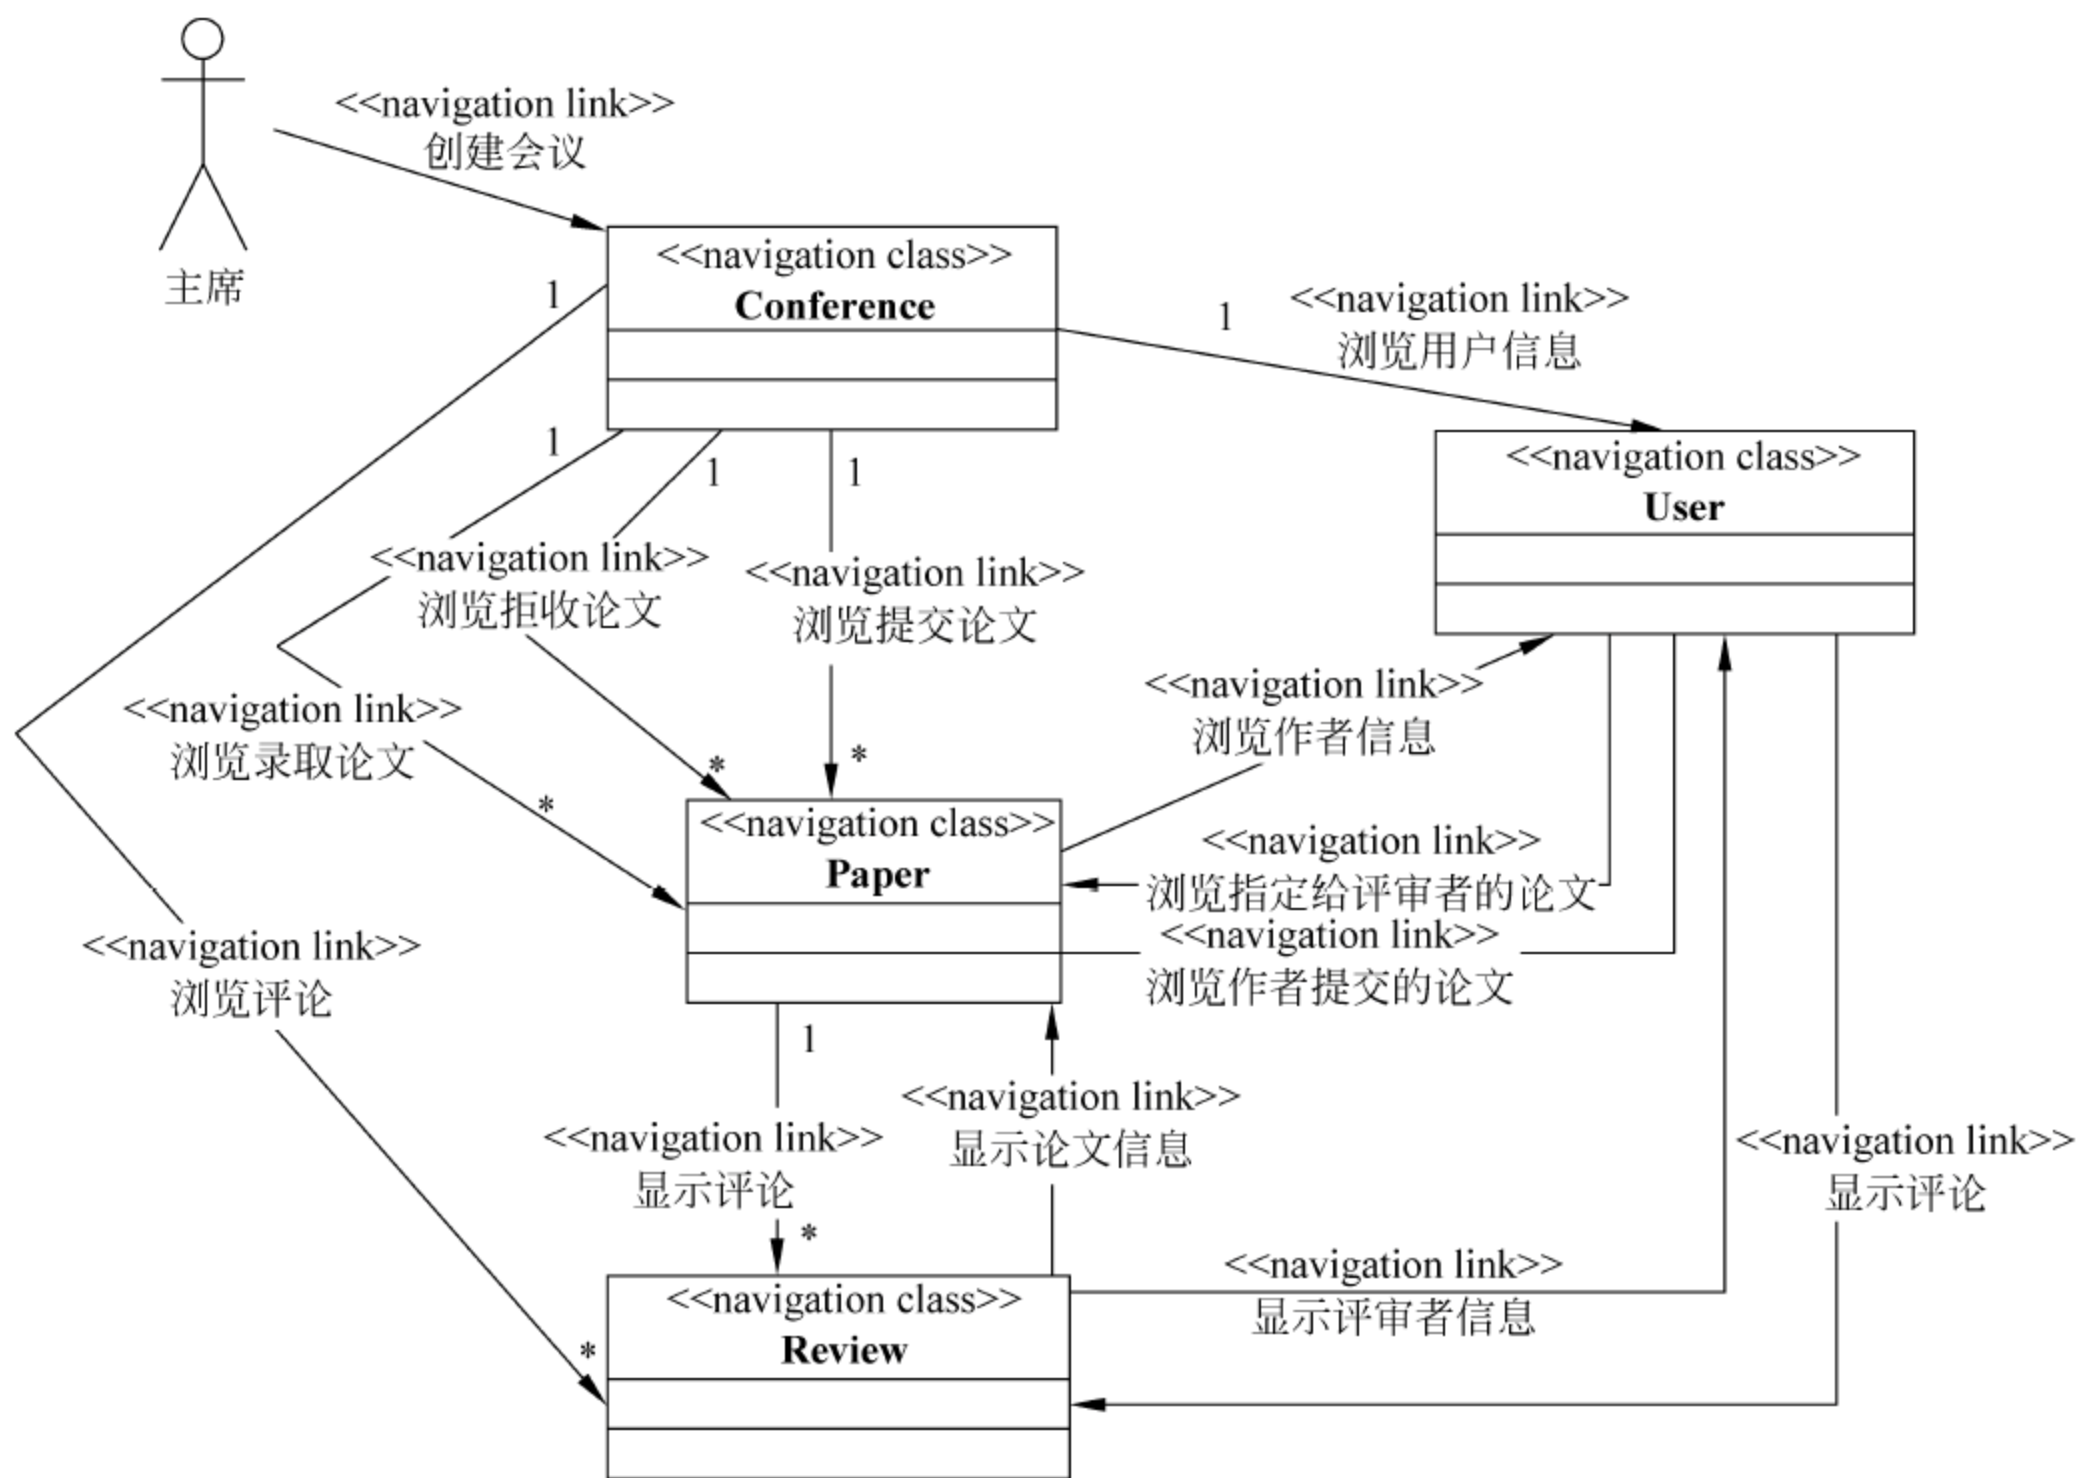 <<navigation link>>
创建会议
主席
<<navigation class>>
Conference
1
1
<<navigation link>>
浏览用户信息
1
1
1
<<navigation class>>
User
<<navigation link>>
浏览拒收论文
<<navigation link>>
浏览提交论文
<<navigation link>>
浏览录取论文
<<navigation link>>
浏览作者信息
*
*
*
<<navigation class>>
Paper
<<navigation link>>
浏览指定给评审者的论文
<<navigation link>>
浏览作者提交的论文
<<navigation link>>
浏览评论
1
<<navigation link>>
显示评论
<<navigation link>>
显示论文信息
<<navigation link>>
显示评论
*
<<navigation link>>
显示评审者信息
*
<<navigation class>>
Review